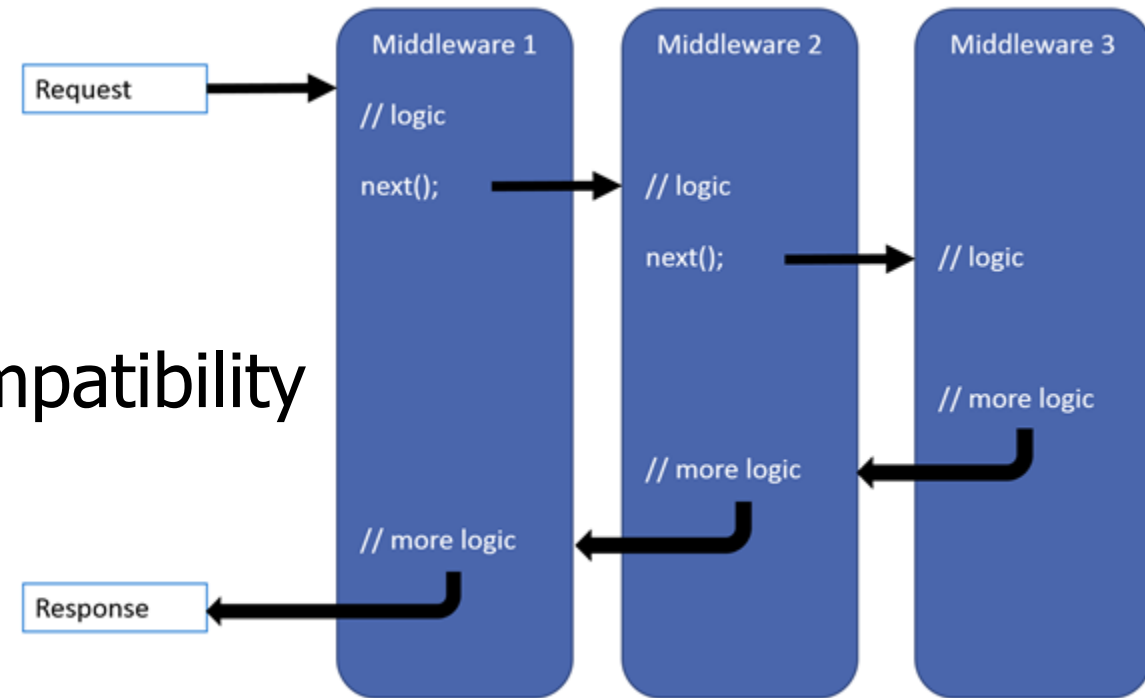 Middleware 1
Middleware 2
Middleware 3
Request
// logic
next();
// logic
next();
// logic
// more logic
// more logic
// more logic
Response